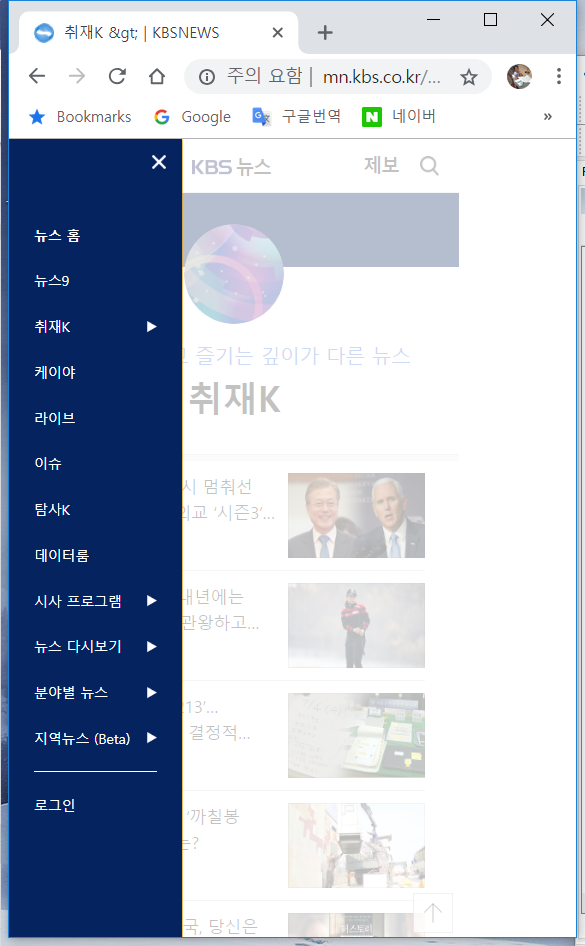 취재K &gt; | KBSNEWS
주의 요함 | mn.kbs.co.kr/...
Bookmarks Google 구글번역 네이버 »
KBS 뉴스 제보
뉴스 홈
뉴스9
취재K
케이야
라이브
이슈
탐사K
데이터룸
시사 프로그램
뉴스 다시보기
분야별 뉴스
지역뉴스 (Beta)
로그인
즐기는 깊이가 다른 뉴스
취재K
시 멈춰선
외교 '시즌3'...
내년에는
관왕하고...
213'...
결정적...
'까칠봉
는?
국, 당신은